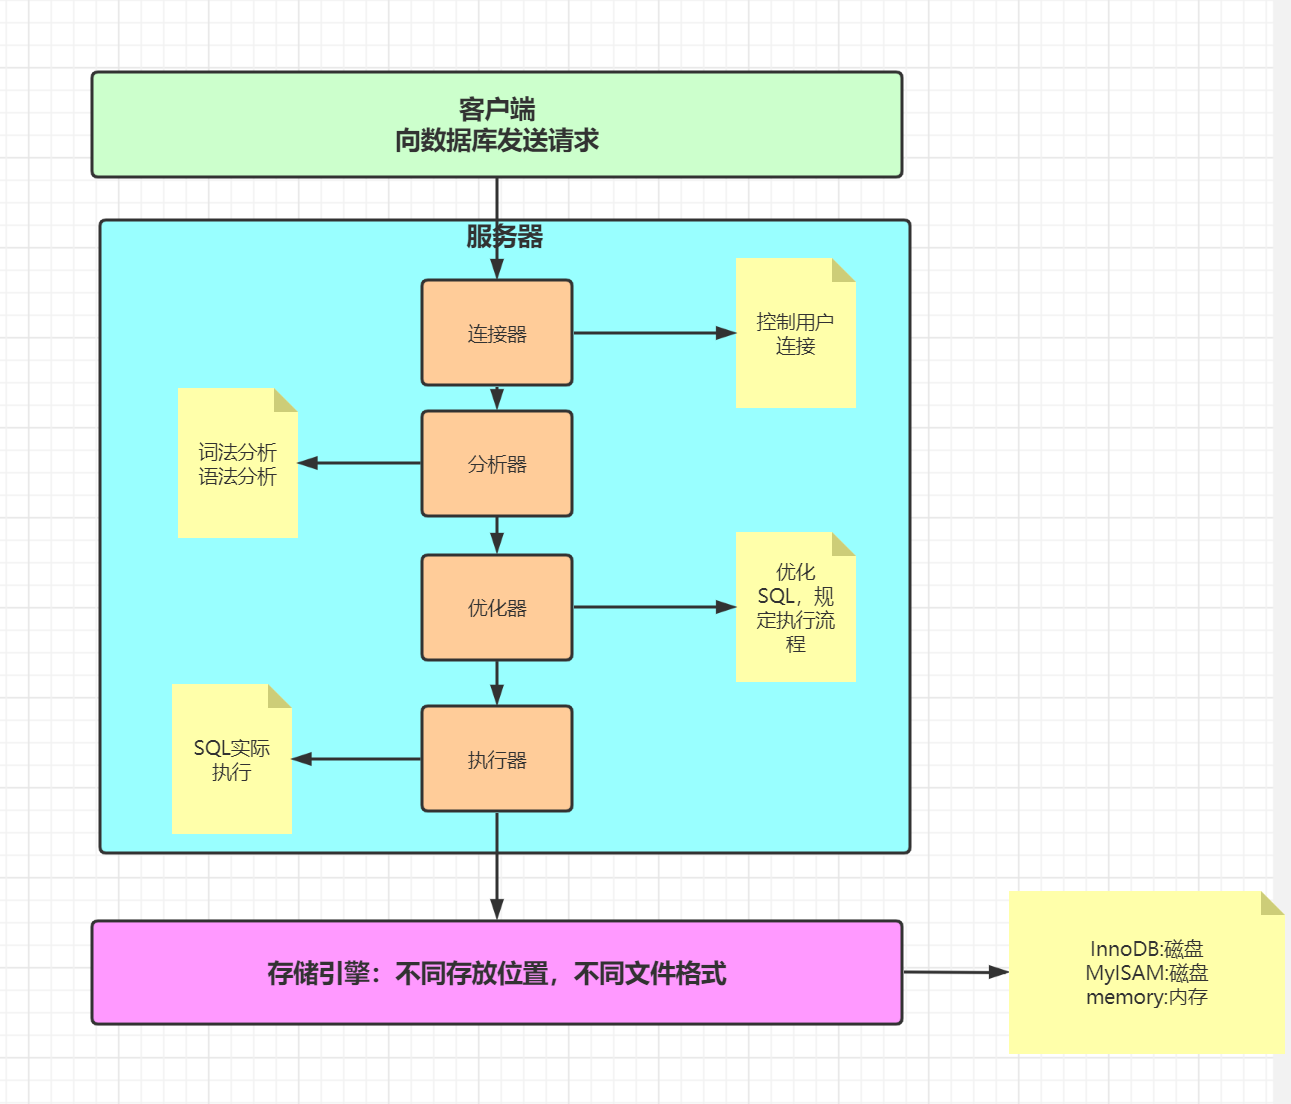 客户端
向数据库发送请求
服务器
连接器
控制用户
连接
词法分析
语法分析
分析器
优化
SQL，规
定执行流
程
优化器
SQL实际
执行
执行器
存储引擎：不同存放位置，不同文件格式
InnoDB:磁盘
MyISAM:磁盘
memory:内存